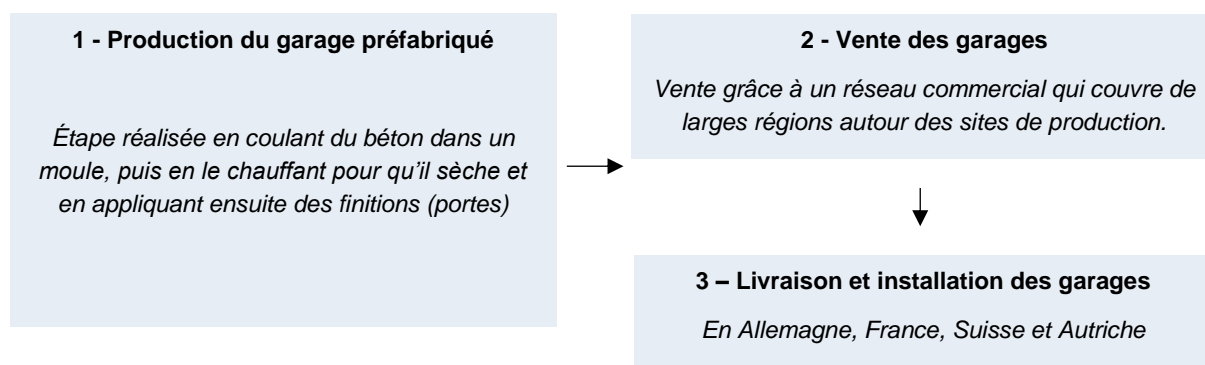 1 - Production du garage préfabriqué
Étape réalisée en coulant du béton dans un
moule, puis en le chauffant pour qu'il sèche et
en appliquant ensuite des finitions (portes)
2 - Vente des garages
Vente grâce à un réseau commercial qui couvre de
larges régions autour des sites de production.
3 – Livraison et installation des garages
En Allemagne, France, Suisse et Autriche